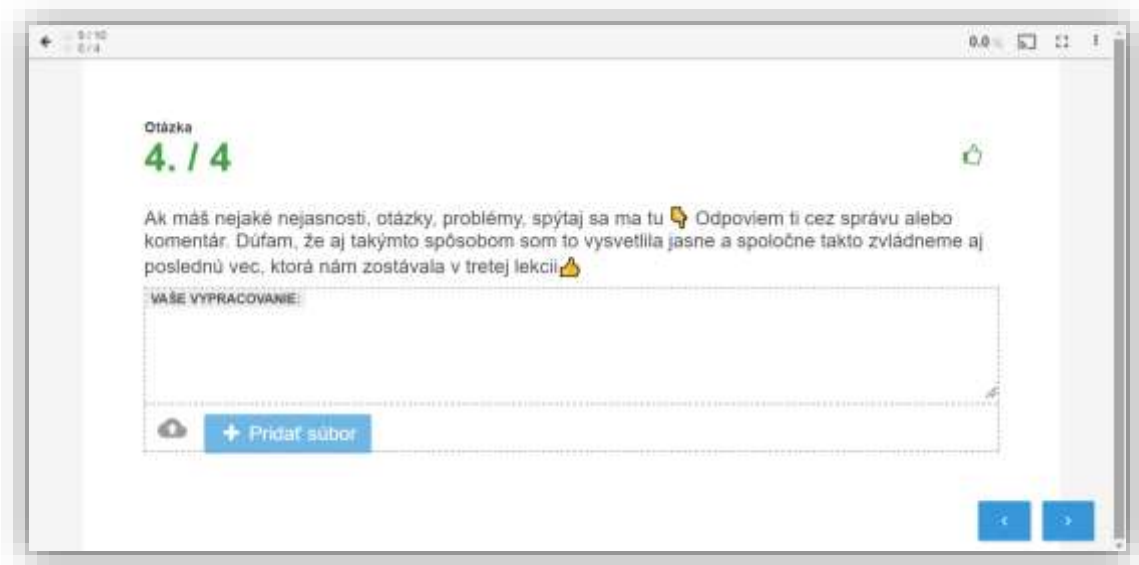 0 / 4
0.0
Otázka
4. / 4
Ak máš nejaké nejasnosti, otázky, problémy, spýtaj sa ma tu 👇 Odpoviem ti cez správu alebo
komentár. Dúfam, že aj takýmto spôsobom som to vysvetlila jasne a spoločne takto zvládneme aj
poslednú vec, ktorá nám zostávala v tretej lekcii👍
VAŠE VYPRACOVANIE:
+ Pridať súbor